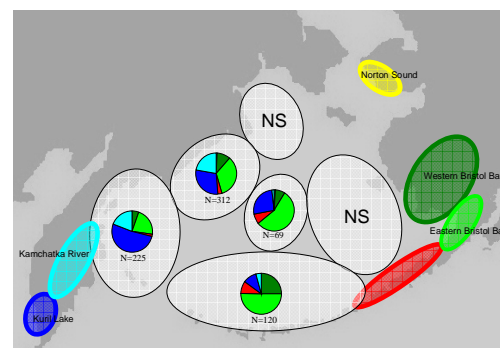 Norton Sound
NS
N=312
Western Bristol Ba
NS
N=69
Eastern Bristol Ba
Kamchatka River
N=225
Kuril Lake
N=120